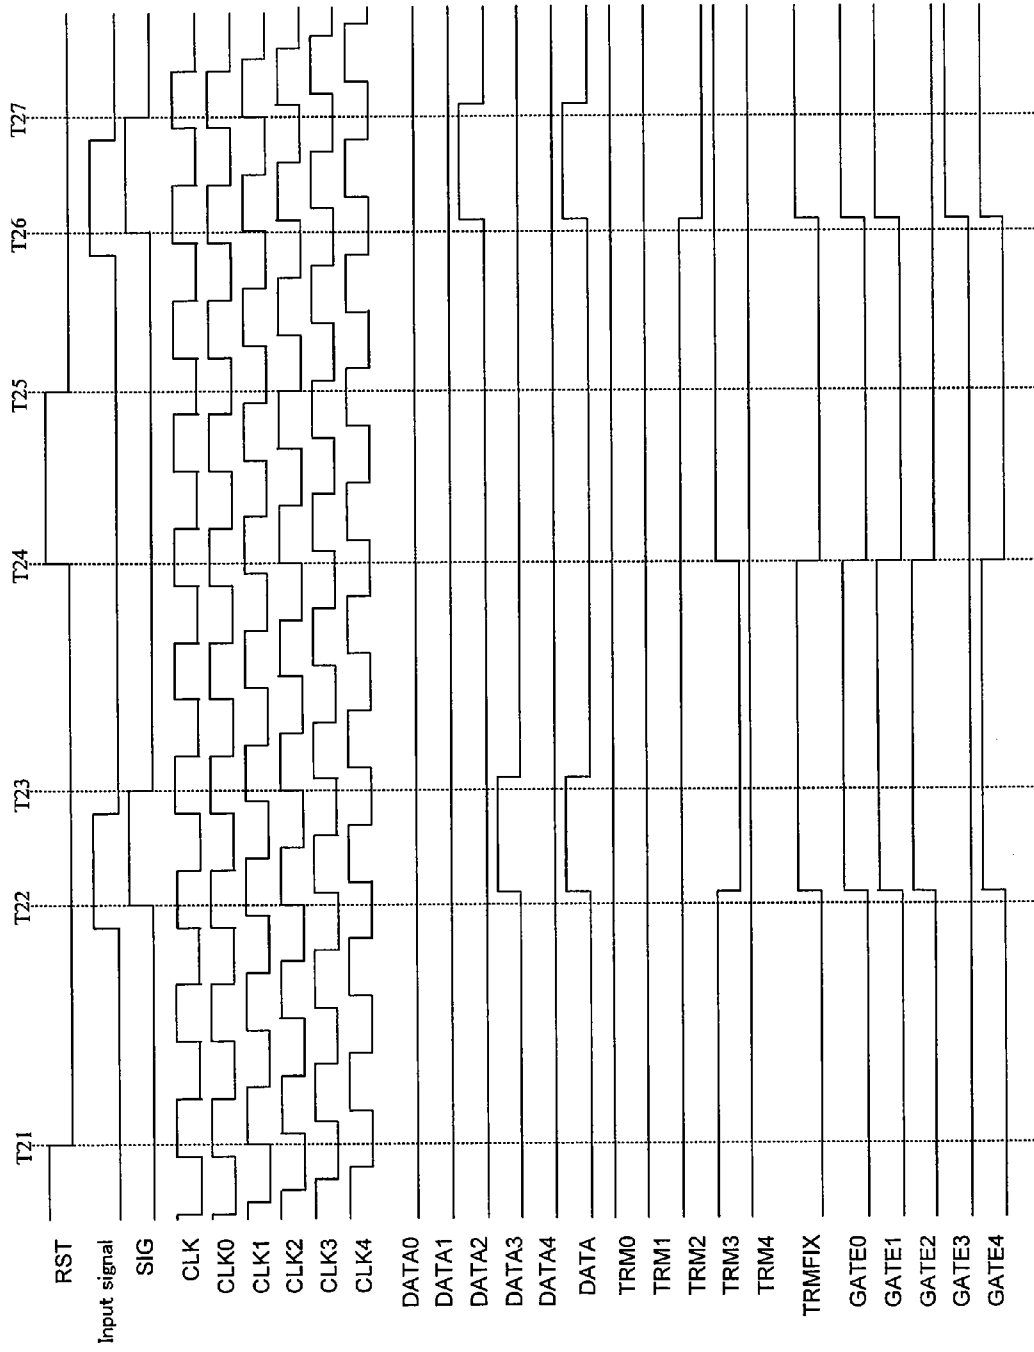 T21
T22
T23
T24
T25
T26
T27
RST
Input signal
SIG
CLK
CLK0
CLK1
CLK2
CLK3
CLK4
DATA0
DATA1
DATA2
DATA3
DATA4
DATA
TRM0
TRM1
TRM2
TRM3
TRM4
TRMFIX
GATE0
GATE1
GATE2
GATE3
GATE4